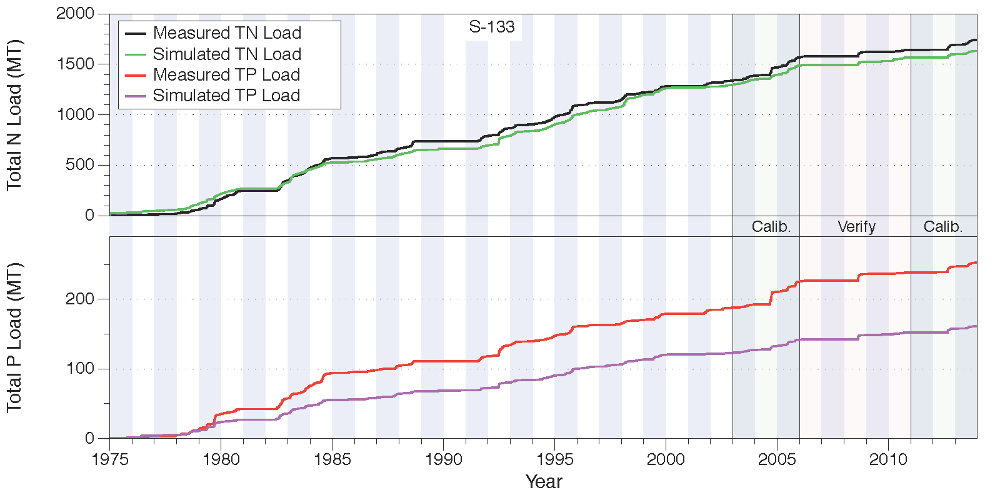 S-133
Measured TN Load
Simulated TN Load
Measured TP Load
Simulated TP Load
Total N Load (MT)
2000
1500
1000
500
0
Calib.
Verify
Calib.
Total P Load (MT)
200
100
0
1975
1980
1985
1990
1995
2000
2005
2010
Year